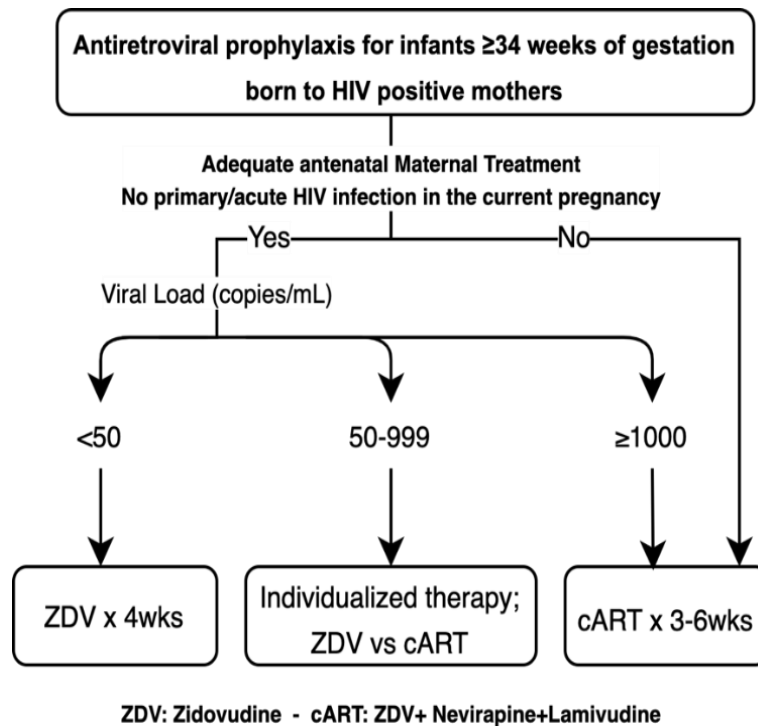 Antiretroviral prophylaxis for infants ≥34 weeks of gestation
born to HIV positive mothers
Adequate antenatal Maternal Treatment
No primary/acute HIV infection in the current pregnancy
Yes
No
Viral Load (copies/mL)
<50
50-999
≥1000
ZDV x 4wks
Individualized therapy;
ZDV vs cART
cART x 3-6wks
ZDV: Zidovudine - cART: ZDV+ Nevirapine+Lamivudine